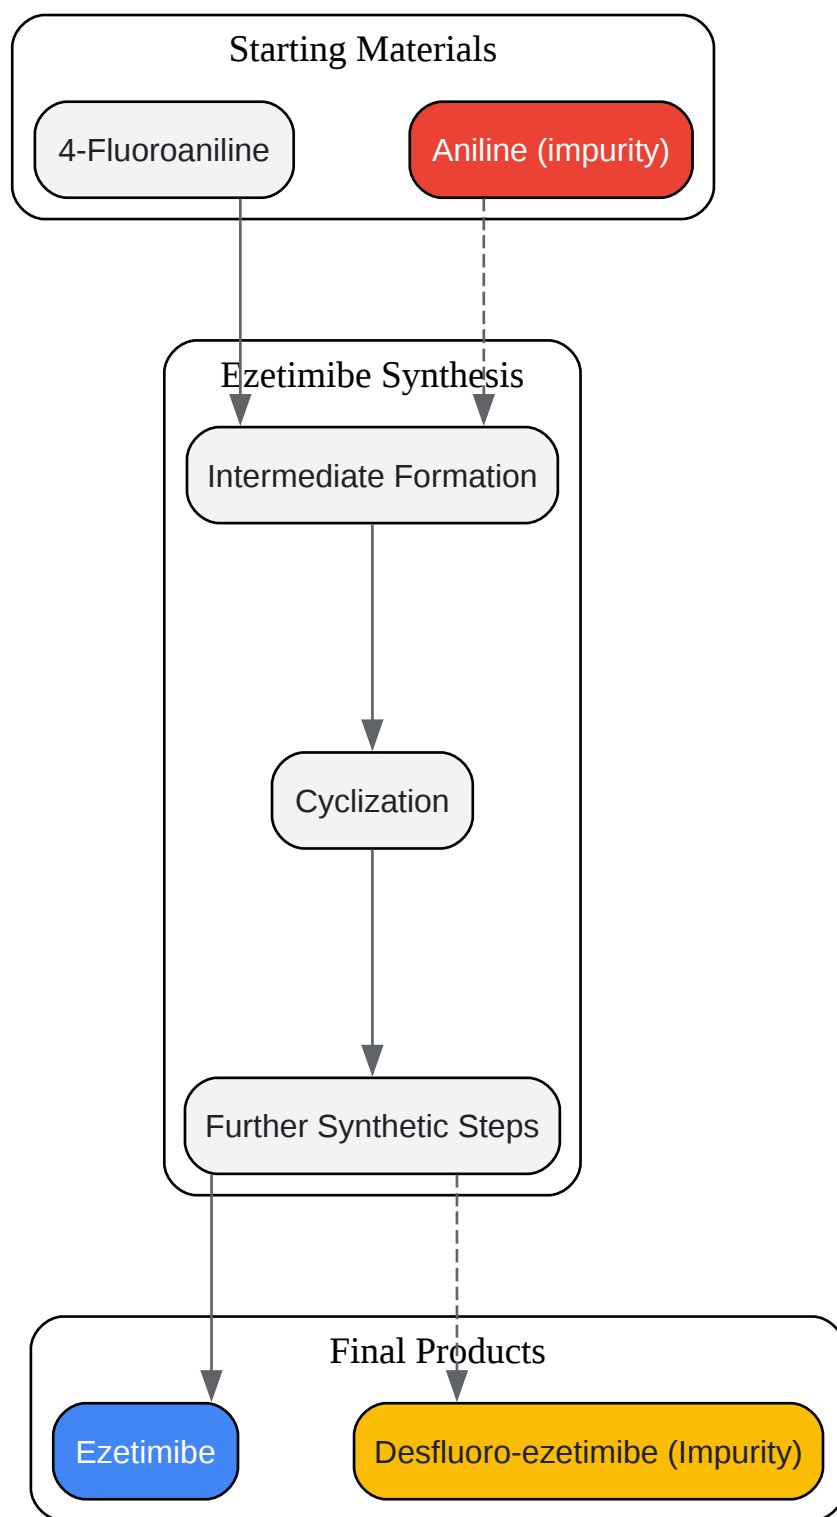 Starting Materials
4-Fluoroaniline
Aniline (impurity)
Ezetimibe Synthesis
Intermediate Formation
Cyclization
Further Synthetic Steps
Final Products
Ezetimibe
Desfluoro-ezetimibe (Impurity)